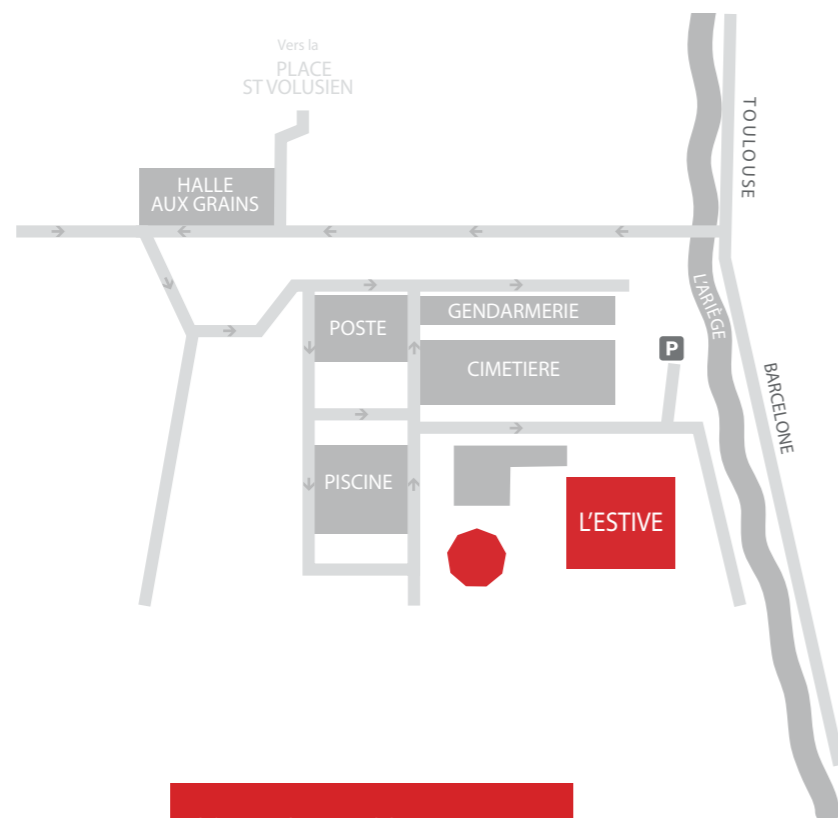 Vers la
PLACE
ST VOLUSIEN
TOULOUSE
HALLE
AUX GRAINS
L'ARIÈGE
GENDARMERIE
POSTE
P
CIMETIERE
BARCELONE
PISCINE
L'ESTIVE